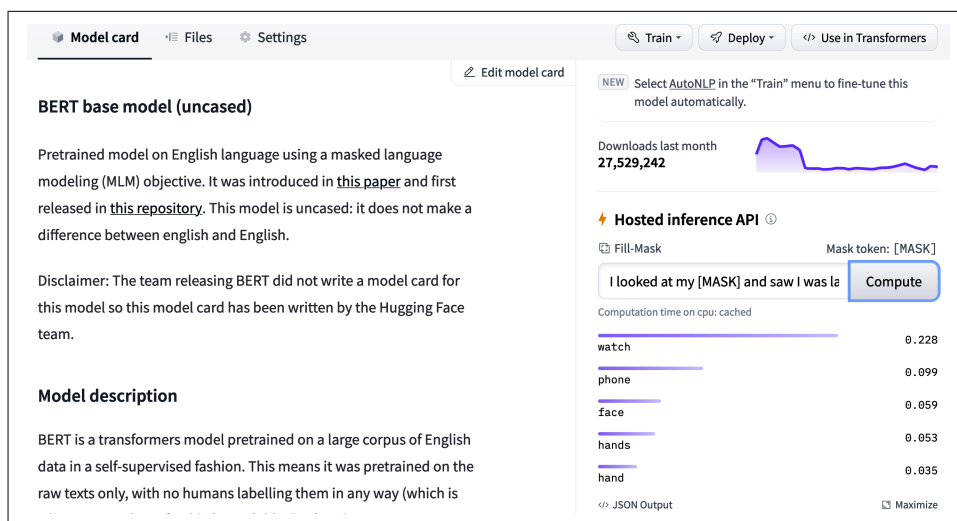 Model card
Files
Settings
Train
Deploy
</> Use in Transformers
Edit model card
BERT base model (uncased)
Pretrained model on English language using a masked language
modeling (MLM) objective. It was introduced in this paper and first
released in this repository. This model is uncased: it does not make a
difference between english and English.
Disclaimer: The team releasing BERT did not write a model card for
this model so this model card has been written by the Hugging Face
team.
Model description
BERT is a transformers model pretrained on a large corpus of English
data in a self-supervised fashion. This means it was pretrained on the
raw texts only, with no humans labelling them in any way (which is
NEW Select AutoNLP in the “Train” menu to fine-tune this
model automatically.
Downloads last month
27,529,242
Hosted inference API
Fill-Mask
Mask token: [MASK]
I looked at my [MASK] and saw I was la
Compute
Computation time on cpu: cached
watch 0.228
phone 0.099
face 0.059
hands 0.053
hand 0.035
</> JSON Output
Maximize